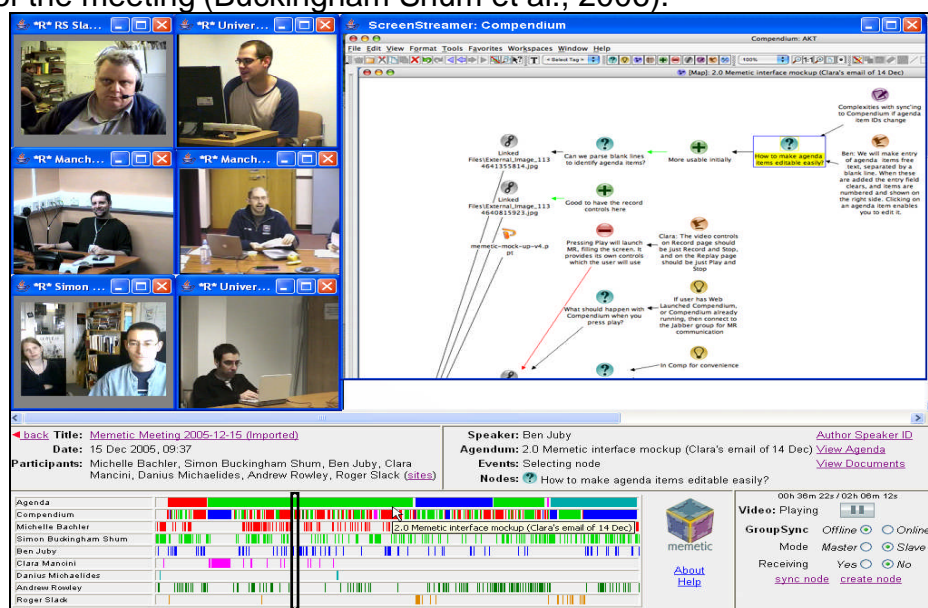 of the meeting (Buckingham Shum et al., 2006).
*R* RS Sla...
*R* Univer...
ScreenStreamer: Compendium
Compendium: AKT
File Edit View Format Tools Favorites Workspaces Window Help
[Map]: 2.0 Memetic interface mockup (Clara's email of 14 Dec)
Complexities with sync'ing
to Compendium if agenda
item IDs change
Linked
Files\External_Image_113
4641355814.jpg
Can we parse blank lines
to identify agenda items?
More usable initially
How to make agenda
items editable easily?
Ben: We will make entry
of agenda items free
text, separated by a
blank line. When these
are added the entry field
clears, and items are
numbered and shown on
the right side. Clicking on
an agenda item enables
you to edit it.
*R* Manch...
*R* Manch...
Linked
Files\External_Image_113
4640815923.jpg
Good to have the record
controls here
memetic-mock-up-v4.p
pt
Pressing Play will launch
MR, filling the screen. It
provides its own controls
which the user will use
Clara: The video controls
on Record page should
be just Record and Stop,
and on the Replay page
should be just Play and
Stop
*R* Simon ...
*R* Univer...
What should happen with
Compendium when you
press play?
If user has Web
Launched Compendium,
or Compendium already
running, then connect to
the Jabber group for MR
communication
In Comp for convenience
back Title: Memetic Meeting 2005-12-15 (Imported)
Date: 15 Dec 2005, 09:37
Participants: Michelle Bachler, Simon Buckingham Shum, Ben Juby, Clara
Mancini, Danius Michaelides, Andrew Rowley, Roger Slack (sites)
Speaker: Ben Juby
Author Speaker ID
Agendum: 2.0 Memetic interface mockup (Clara's email of 14 Dec)
View Agenda
Events: Selecting node
View Documents
Nodes: How to make agenda items editable easily?
Agenda
Compendium
Michelle Bachler
2.0 Memetic interface mockup (Clara's email of 14 Dec)
Simon Buckingham Shum
Ben Juby
Clara Mancini
Danius Michaelides
Andrew Rowley
Roger Slack
memetic
About
Help
00h 36m 22s / 02h 06m 12s
Video: Playing
GroupSync Offline Online
Mode Master Slave
Receiving Yes No
sync node create node